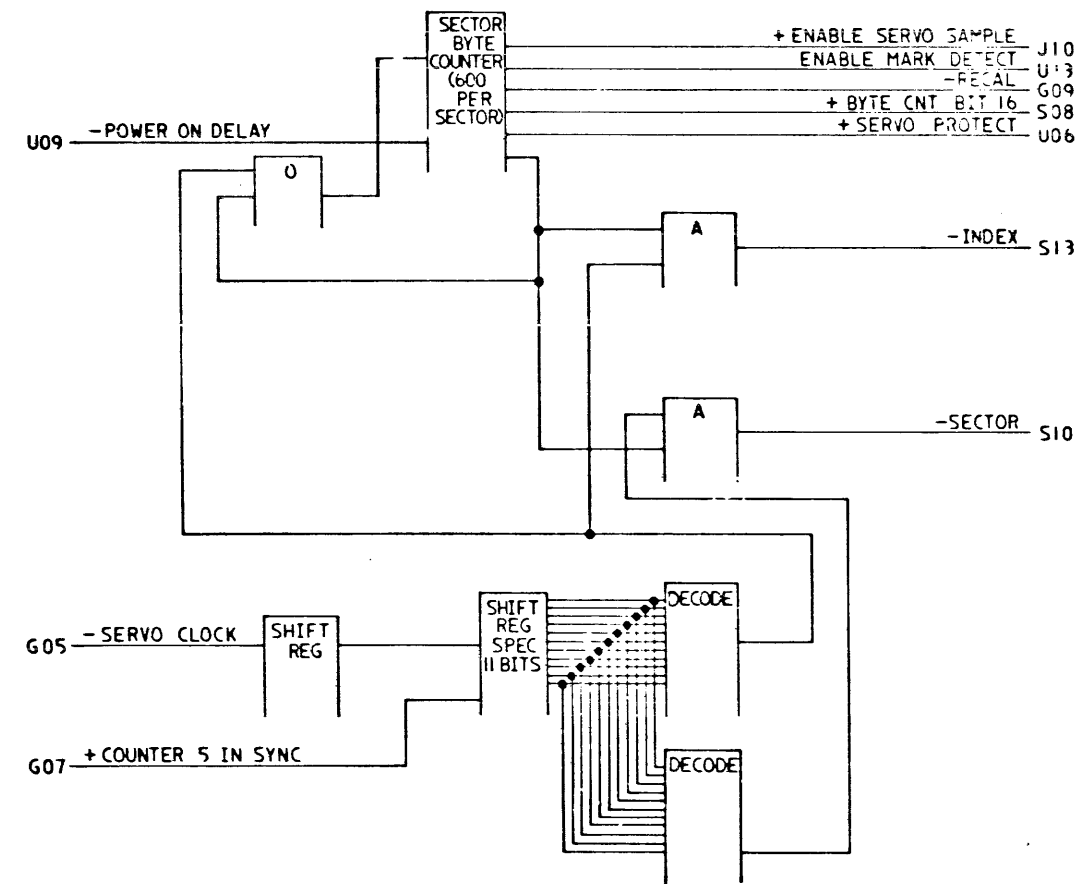 SECTOR
BYTE
COUNTER
(600
PER
SECTOR)
+ ENABLE SERVO SAMPLE J10
ENABLE MARK DETECT U13
-RECAL G09
+ BYTE CNT BIT 16 S08
+ SERVO PROTECT U06
U09 -POWER ON DELAY
O
A
-INDEX S13
A
-SECTOR S10
G05 - SERVO CLOCK
SHIFT
REG
SHIFT
REG
SPEC
11 BITS
DECODE
G07 + COUNTER 5 IN SYNC
DECODE